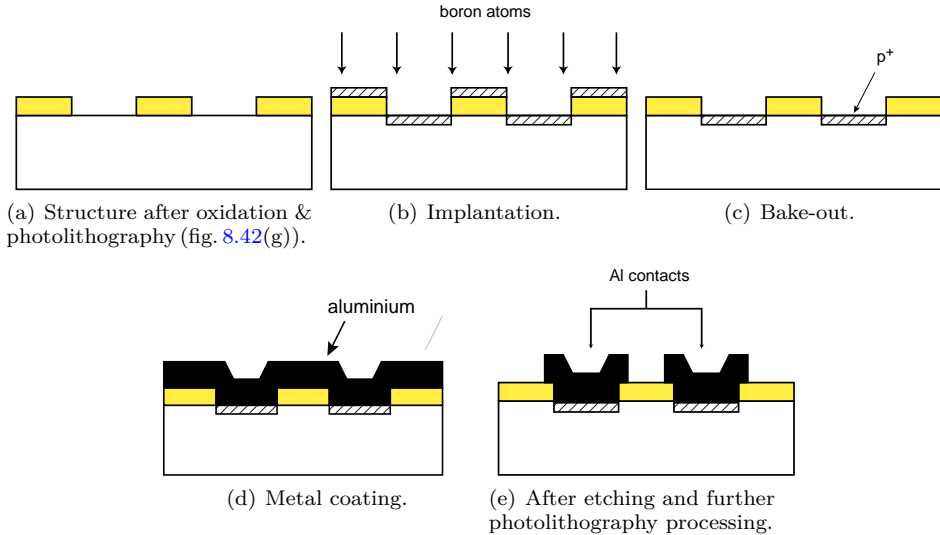 boron atoms
p+
(a) Structure after oxidation &
photolithography (fig. 8.42(g)).
(b) Implantation.
(c) Bake-out.
aluminium
Al contacts
(d) Metal coating.
(e) After etching and further
photolithography processing.